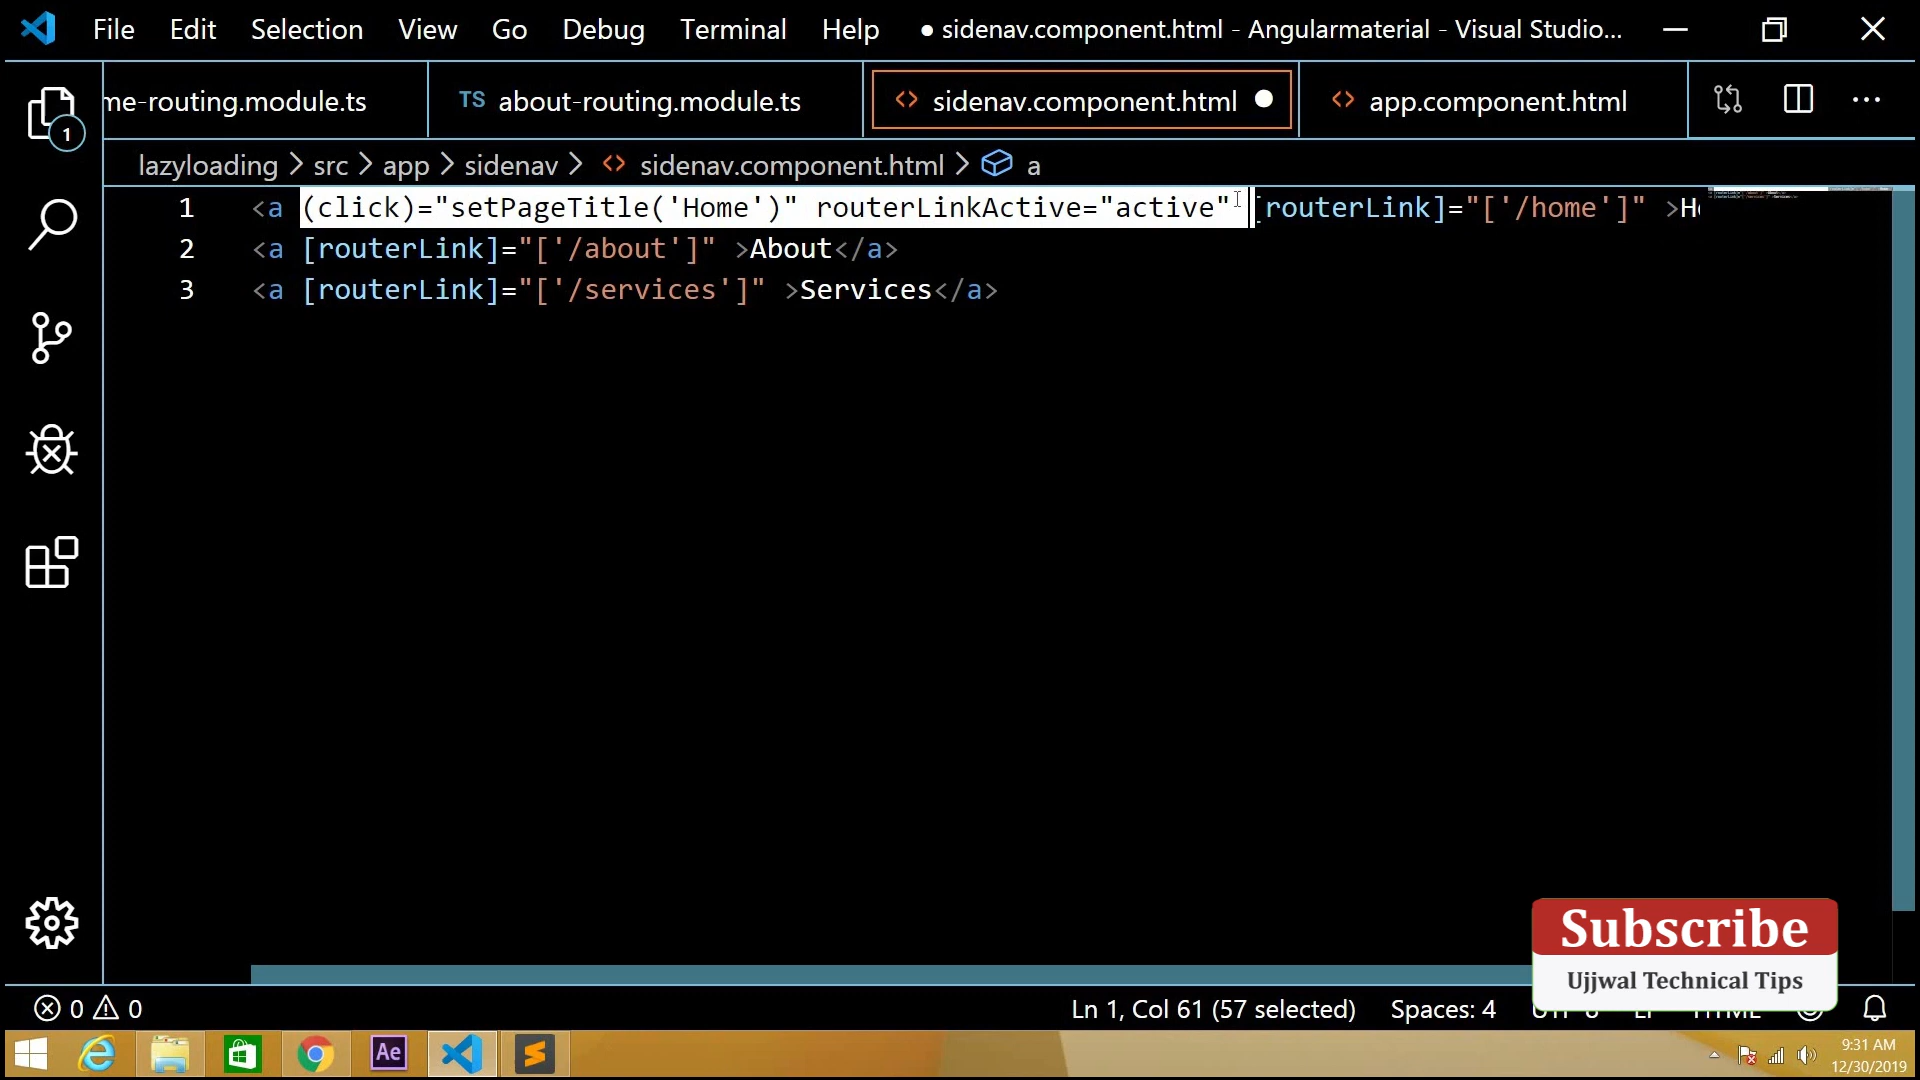 File Edit Selection View Go Debug Terminal Help ● sidenav.component.html - Angularmaterial - Visual Studio...
me-routing.module.ts TS about-routing.module.ts <> sidenav.component.html <> app.component.html ...
1
lazyloading > src > app > sidenav > <> sidenav.component.html > a
1 <a (click)="setPageTitle('Home')" routerLinkActive="active" [routerLink]="['/home']" >H
2 <a [routerLink]="['/about']" >About</a>
3 <a [routerLink]="['/services']" >Services</a>
Subscribe
Ujjwal Technical Tips
0 0 Ln 1, Col 61 (57 selected) Spaces: 4
Ae
9:31 AM
12/30/2019